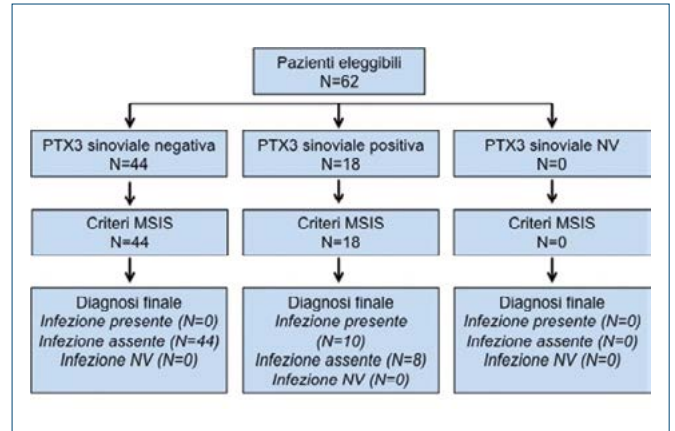 Pazienti eleggibili
N=62
PTX3 sinoviale negativa
N=44
PTX3 sinoviale positiva
N=18
PTX3 sinoviale NV
N=0
Criteri MSIS
N=44
Criteri MSIS
N=18
Criteri MSIS
N=0
Diagnosi finale
Infezione presente (N=0)
Infezione assente (N=44)
Infezione NV (N=0)
Diagnosi finale
Infezione presente
(N=10)
Infezione assente (N=8)
Infezione NV (N=0)
Diagnosi finale
Infezione presente (N=0)
Infezione assente (N=0)
Infezione NV (N=0)